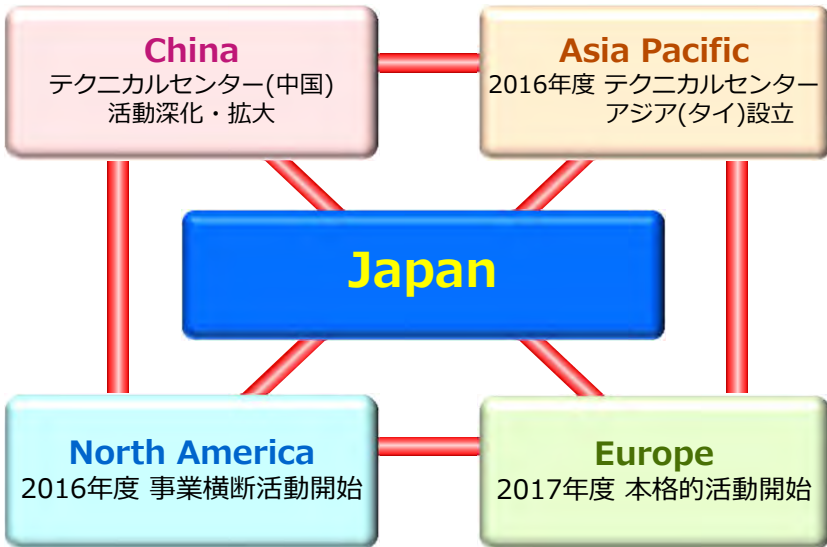 China
テクニカルセンター(中国)
活動深化・拡大
Asia Pacific
2016年度 テクニカルセンター
アジア(タイ)設立
Japan
North America
2016年度 事業横断活動開始
Europe
2017年度 本格的活動開始